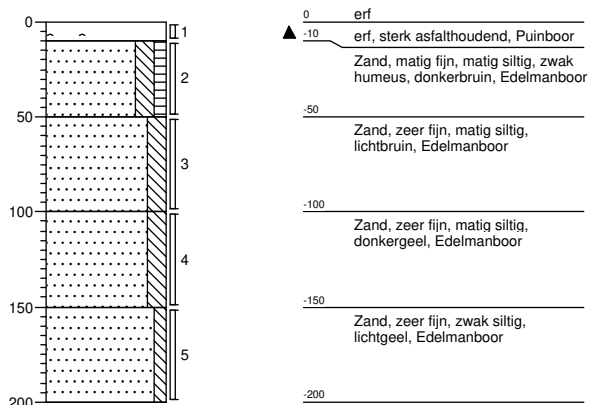 0
1
2
50
3
100
4
150
5
200
0
erf
-10
erf, sterk asfalthoudend, Puinboor
Zand, matig fijn, matig siltig, zwak
humeus, donkerbruin, Edelmanboor
-50
Zand, zeer fijn, matig siltig,
lichtbruin, Edelmanboor
-100
Zand, zeer fijn, matig siltig,
donkergeel, Edelmanboor
-150
Zand, zeer fijn, zwak siltig,
lichtgeel, Edelmanboor
-200